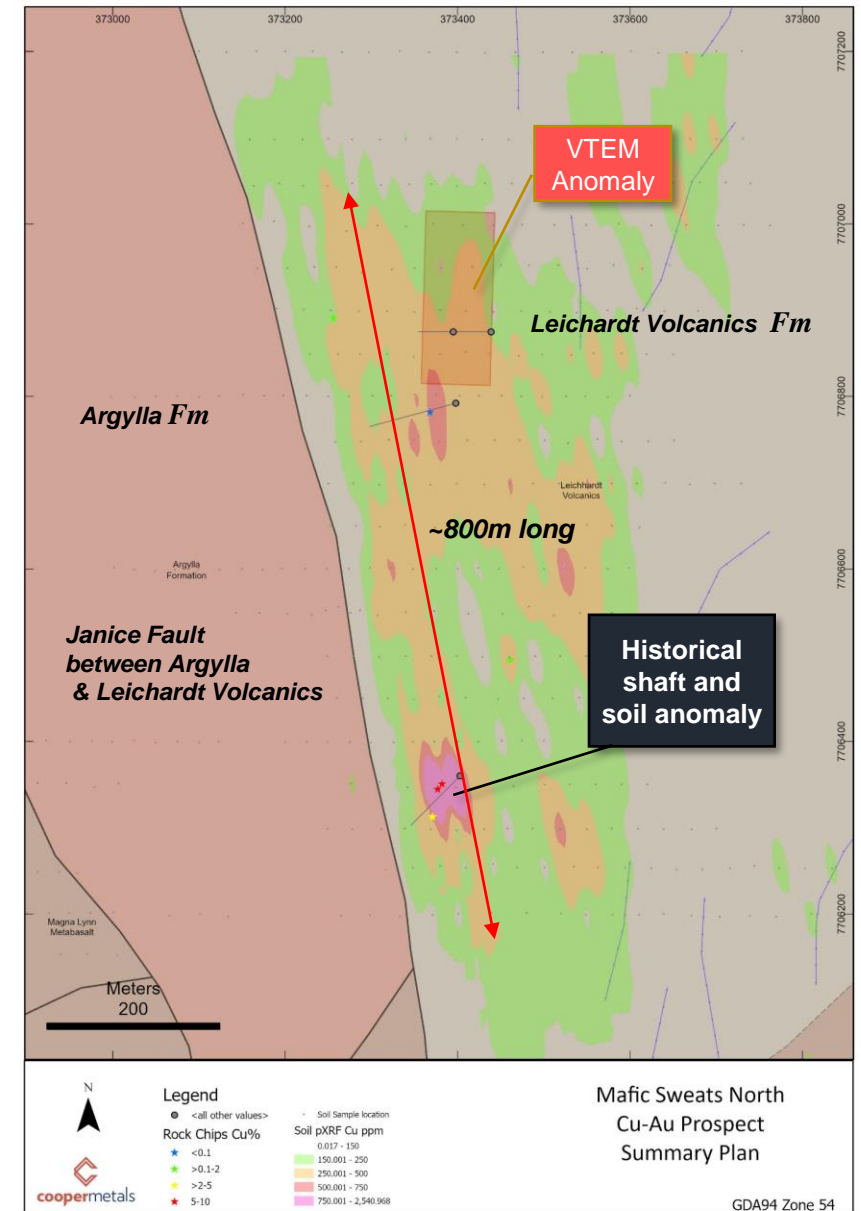 373000 373200 373400 373600 373800
7707200
VTEM
Anomaly
7707000
Leichardt Volcanics Fm
7706800
Argylla Fm
Leichhardt
Volcanics
~800m long
Argylla
Formation
7706600
Janice Fault
between Argylla
& Leichardt Volcanics
Historical
shaft and
soil anomaly
7706400
Magna Lynn
Metabasalt
7706200
Meters
200
N
coopermetals
Legend
<all other values>
Rock Chips Cu%
<0.1
>0.1-2
>2-5
5-10
Soil Sample location
Soil pXRF Cu ppm
0.017 - 150
150.001 - 250
250.001 - 500
500.001 - 750
750.001 - 2,540.968
Mafic Sweats North
Cu-Au Prospect
Summary Plan
GDA94 Zone 54